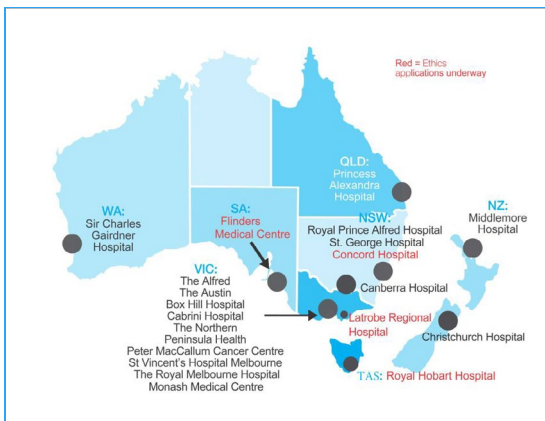 Red = Ethics
applications underway
QLD:
Princess
Alexandra
Hospital
WA:
Sir Charles
Gairdner
Hospital
SA:
Flinders
Medical Centre
NSW:
Royal Prince Alfred Hospital
St. George Hospital
Concord Hospital
NZ:
Middlemore
Hospital
Canberra Hospital
VIC:
The Alfred
The Austin
Box Hill Hospital
Cabrini Hospital
The Northern
Peninsula Health
Peter MacCallum Cancer Centre
St Vincent's Hospital Melbourne
The Royal Melbourne Hospital
Monash Medical Centre
Latrobe Regional
Hospital
Christchurch Hospital
TAS: Royal Hobart Hospital